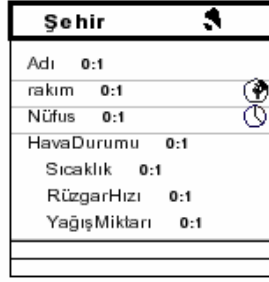 Şehir
Adı 0:1
rakım 0:1
Nüfus 0:1
HavaDurumu 0:1
Sıcaklık 0:1
RüzgarHızı 0:1
YağışMiktarı 0:1